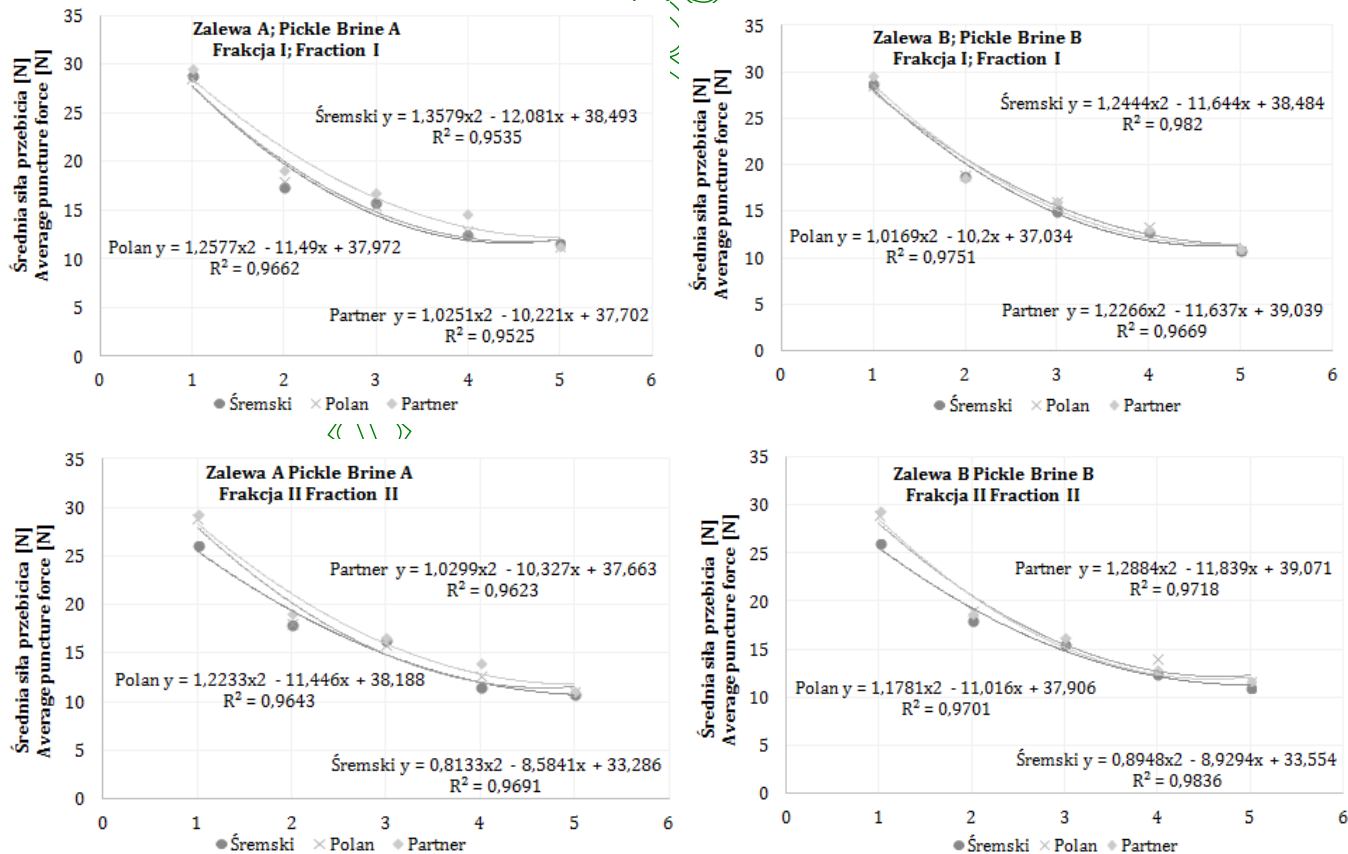 Zalewa A; Pickle Brine A
Frakcja I; Fraction I
Średnia siła przebicia [N]
Average puncture force [N]
35
30
25
20
15
10
5
0
Śremski y = 1,3579x2 - 12,081x + 38,493
R² = 0,9535
Polan y = 1,2577x2 - 11,49x + 37,972
R² = 0,9662
Partner y = 1,0251x2 - 10,221x + 37,702
R² = 0,9525
0 1 2 3 4 5 6
Śremski Polan Partner
Zalewa B; Pickle Brine B
Frakcja I; Fraction I
Średnia siła przebicia [N]
Average puncture force [N]
35
30
25
20
15
10
5
0
Śremski y = 1,2444x2 - 11,644x + 38,484
R² = 0,982
Polan y = 1,0169x2 - 10,2x + 37,034
R² = 0,9751
Partner y = 1,2266x2 - 11,637x + 39,039
R² = 0,9669
0 1 2 3 4 5 6
Śremski Polan Partner
Zalewa A Pickle Brine A
Frakcja II Fraction II
Średnia siła przebicia [N]
Average puncture force [N]
35
30
25
20
15
10
5
0
Partner y = 1,0299x2 - 10,327x + 37,663
R² = 0,9623
Polan y = 1,2233x2 - 11,446x + 38,188
R² = 0,9643
Śremski y = 0,8133x2 - 8,5841x + 33,286
R² = 0,9691
0 1 2 3 4 5 6
Śremski Polan Partner
Zalewa B Pickle Brine B
Frakcja II Fraction II
Średnia siła przebicia [N]
Average puncture force [N]
35
30
25
20
15
10
5
0
Partner y = 1,2884x2 - 11,839x + 39,071
R² = 0,9718
Polan y = 1,1781x2 - 11,016x + 37,906
R² = 0,9701
Śremski y = 0,8948x2 - 8,9294x + 33,554
R² = 0,9836
0 1 2 3 4 5 6
Śremski Polan Partner